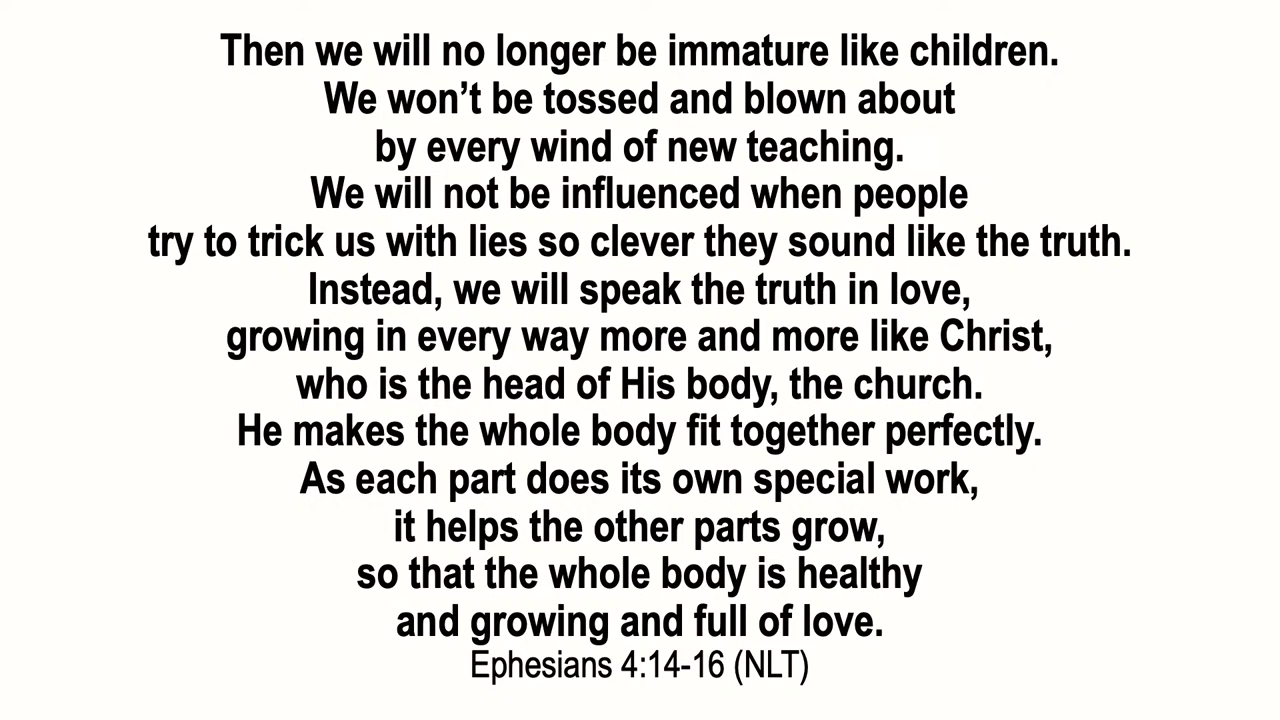 Then we will no longer be immature like children.
We won’t be tossed and blown about
by every wind of new teaching.
We will not be influenced when people
try to trick us with lies so clever they sound like the truth.
Instead, we will speak the truth in love,
growing in every way more and more like Christ,
who is the head of His body, the church.
He makes the whole body fit together perfectly.
As each part does its own special work,
it helps the other parts grow,
so that the whole body is healthy
and growing and full of love.
Ephesians 4:14-16 (NLT)